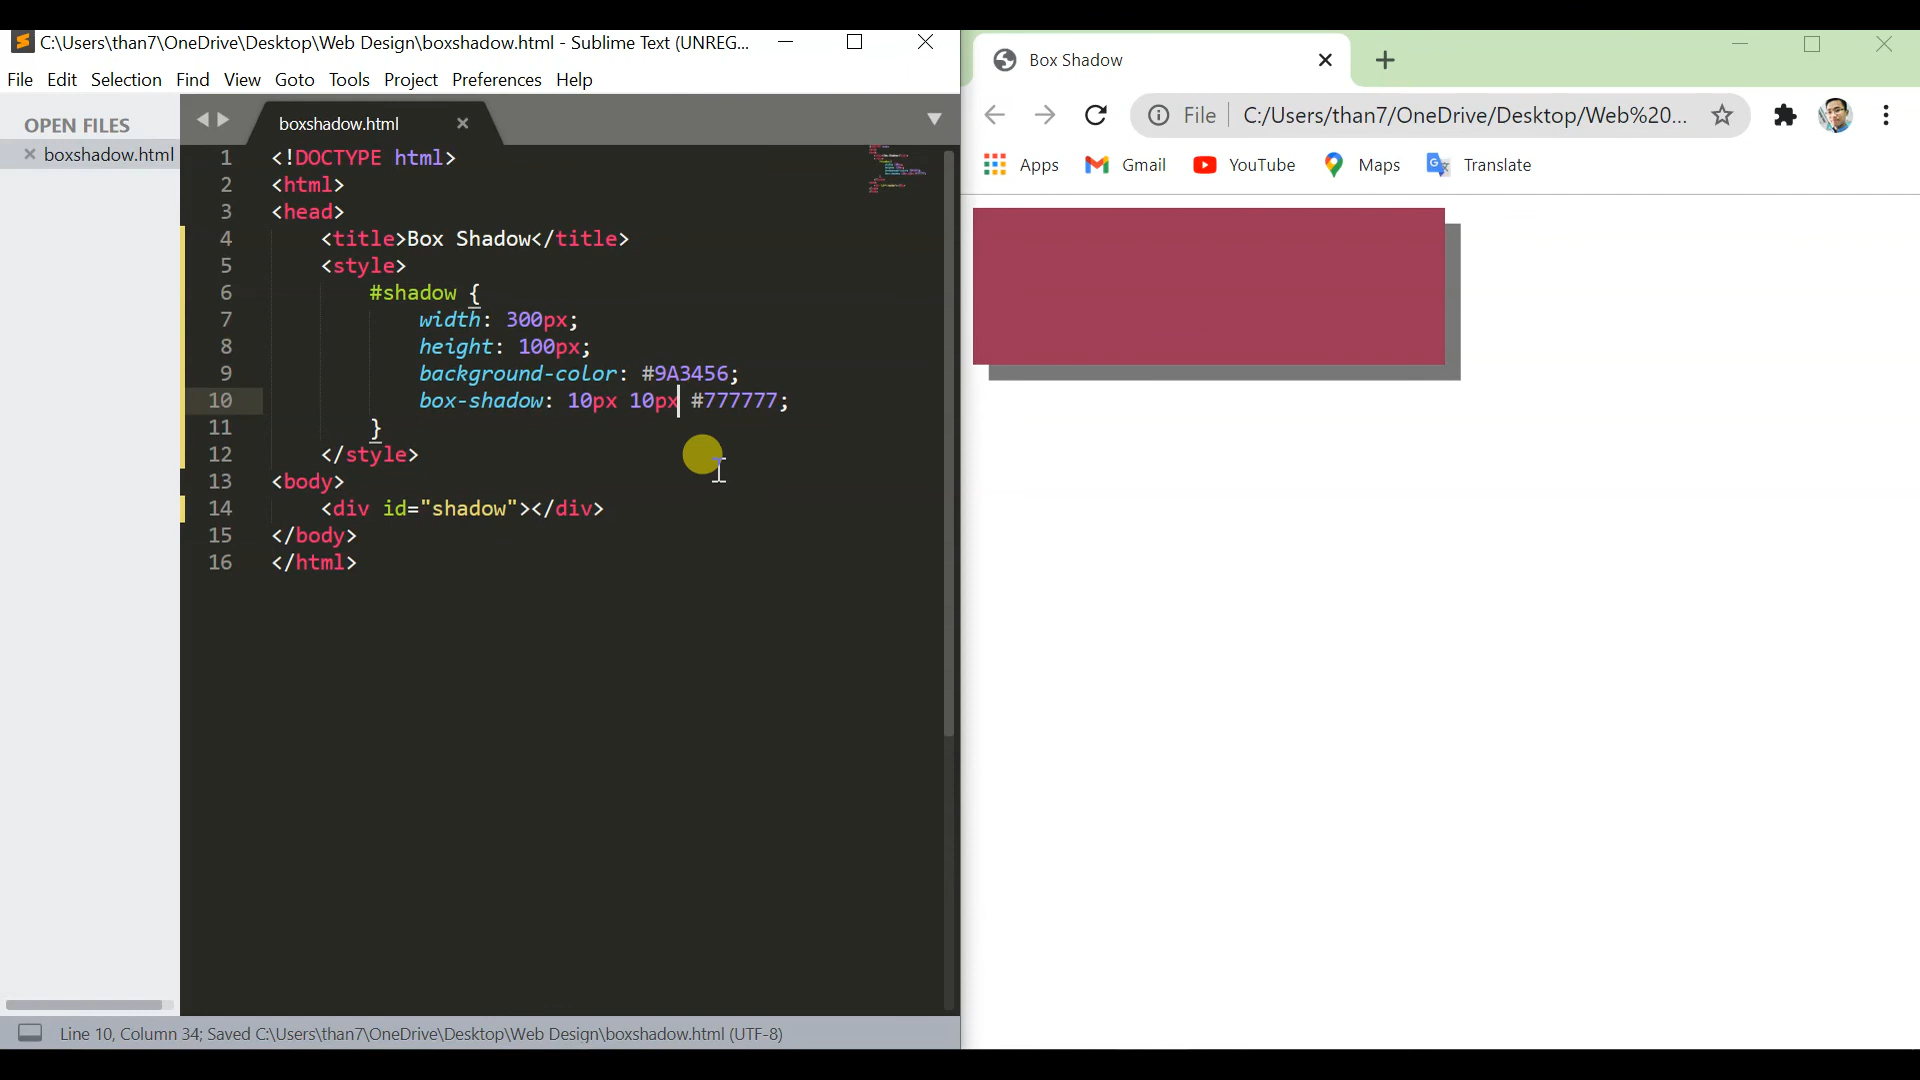 C:\Users\than7\OneDrive\Desktop\Web Design\boxshadow.html - Sublime Text (UNREG...
File Edit Selection Find View Goto Tools Project Preferences Help
OPEN FILES
boxshadow.html
boxshadow.html
1 <!DOCTYPE html>
2 <html>
3 <head>
4 <title>Box Shadow</title>
5 <style>
6 #shadow {
7 width: 300px;
8 height: 100px;
9 background-color: #9A3456;
10 box-shadow: 10px 10px #777777;
11 }
12 </style>
13 <body>
14 <div id="shadow"></div>
15 </body>
16 </html>
Line 10, Column 34; Saved C:\Users\than7\OneDrive\Desktop\Web Design\boxshadow.html (UTF-8)
Box Shadow
File C:/Users/than7/OneDrive/Desktop/Web%20...
Apps Gmail YouTube Maps Translate